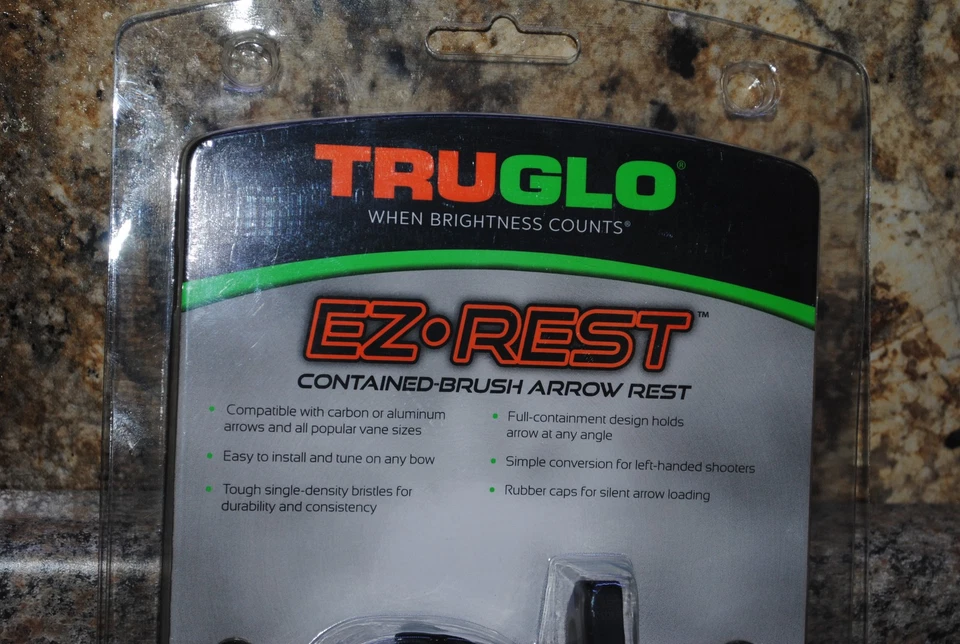 TRUGLO®
WHEN BRIGHTNESS COUNTS®
EZ•REST™
CONTAINED-BRUSH ARROW REST
• Compatible with carbon or aluminum
arrows and all popular vane sizes
• Easy to install and tune on any bow
• Tough single-density bristles for
durability and consistency
• Full-containment design holds
arrow at any angle
• Simple conversion for left-handed shooters
• Rubber caps for silent arrow loading